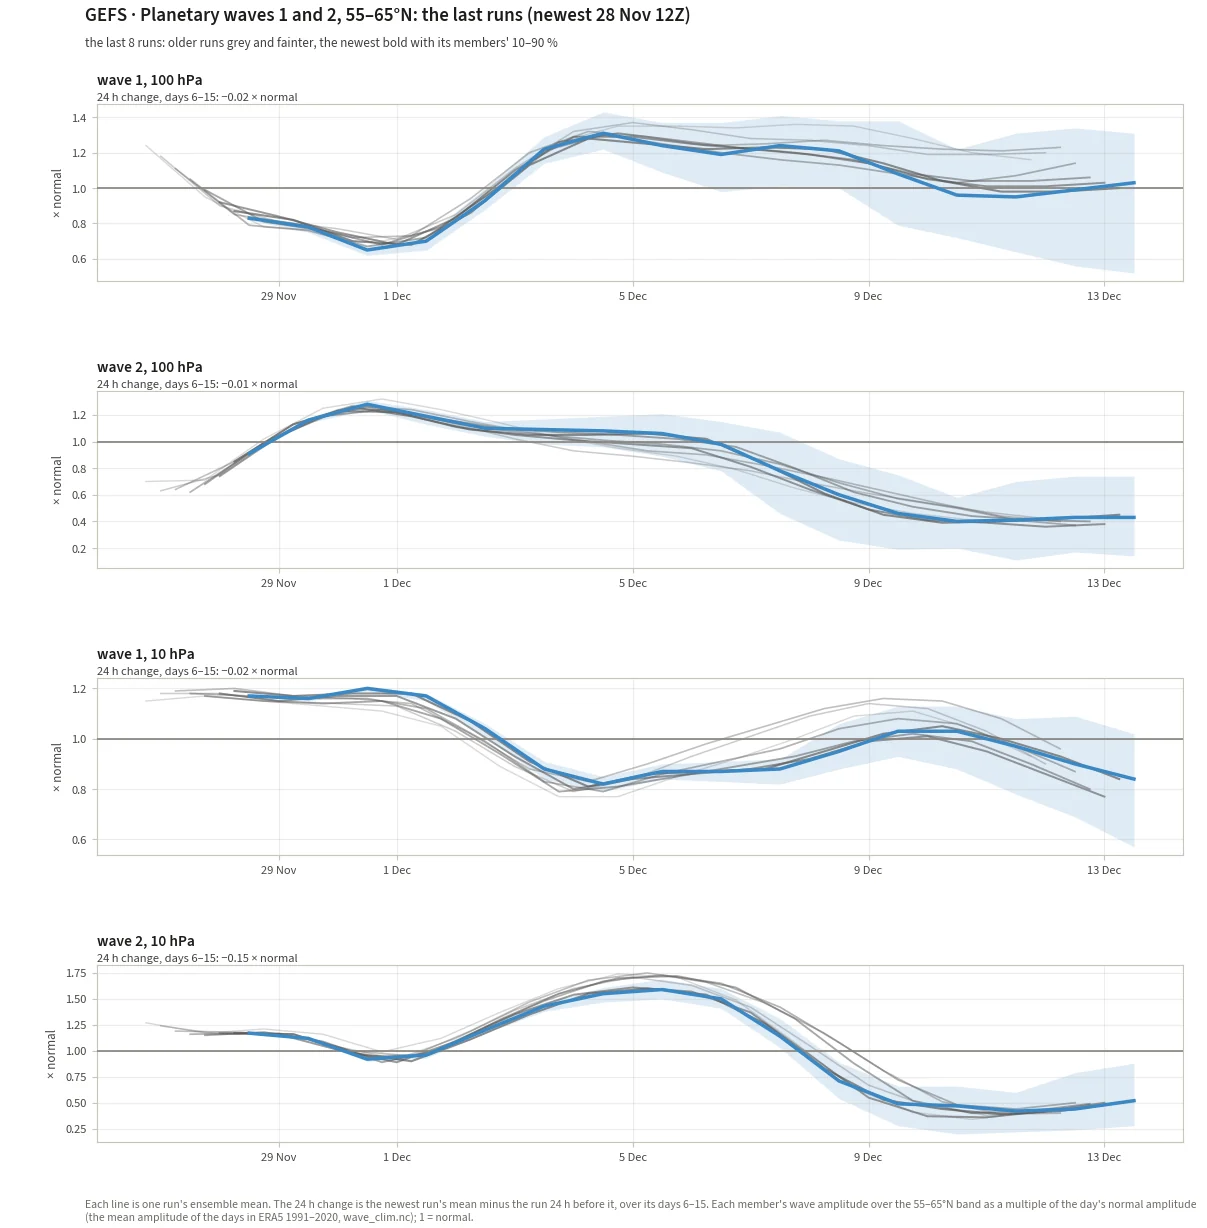 GEFS · Planetary waves 1 and 2, 55–65°N: the last runs (newest 28 Nov 12Z)
the last 8 runs: older runs grey and fainter, the newest bold with its members' 10–90 %
wave 1, 100 hPa
24 h change, days 6–15: −0.02 × normal
1.4
1.2
1.0
0.8
0.6
× normal
29 Nov
1 Dec
5 Dec
9 Dec
13 Dec
wave 2, 100 hPa
24 h change, days 6–15: −0.01 × normal
1.2
1.0
0.8
0.6
0.4
0.2
× normal
29 Nov
1 Dec
5 Dec
9 Dec
13 Dec
wave 1, 10 hPa
24 h change, days 6–15: −0.02 × normal
1.2
1.0
0.8
0.6
× normal
29 Nov
1 Dec
5 Dec
9 Dec
13 Dec
wave 2, 10 hPa
24 h change, days 6–15: −0.15 × normal
1.75
1.50
1.25
1.00
0.75
0.50
0.25
× normal
29 Nov
1 Dec
5 Dec
9 Dec
13 Dec
Each line is one run's ensemble mean. The 24 h change is the newest run's mean minus the run 24 h before it, over its days 6–15. Each member's wave amplitude over the 55–65°N band as a multiple of the day's normal amplitude
(the mean amplitude of the days in ERA5 1991–2020, wave_clim.nc); 1 = normal.